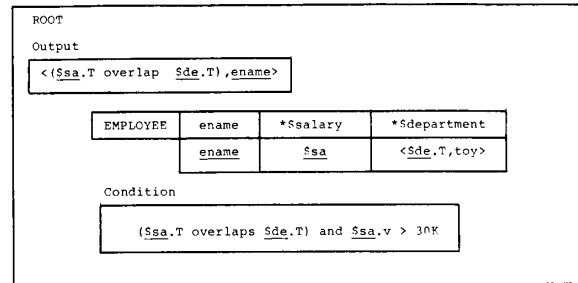 ROOT
Output
<($sa.T overlap $de.T),ename>
EMPLOYEE ename *$salary *$department
ename $sa <$de.T,toy>
Condition
($sa.T overlaps $de.T) and $sa.v > 30K